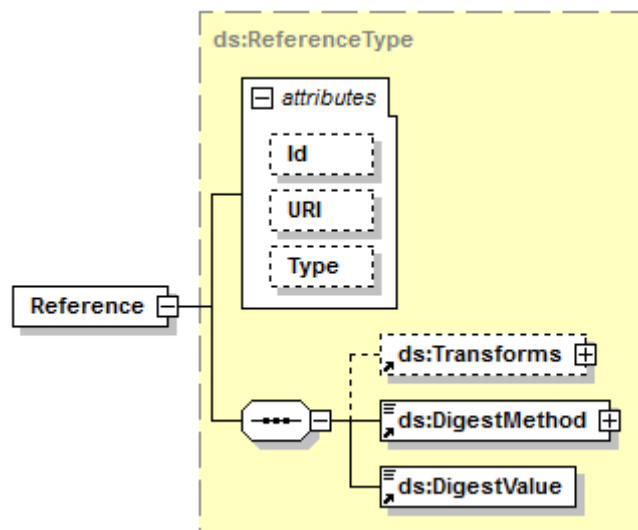 ds:ReferenceType
attributes
Id
URI
Type
Reference
ds:Transforms
ds:DigestMethod
ds:DigestValue